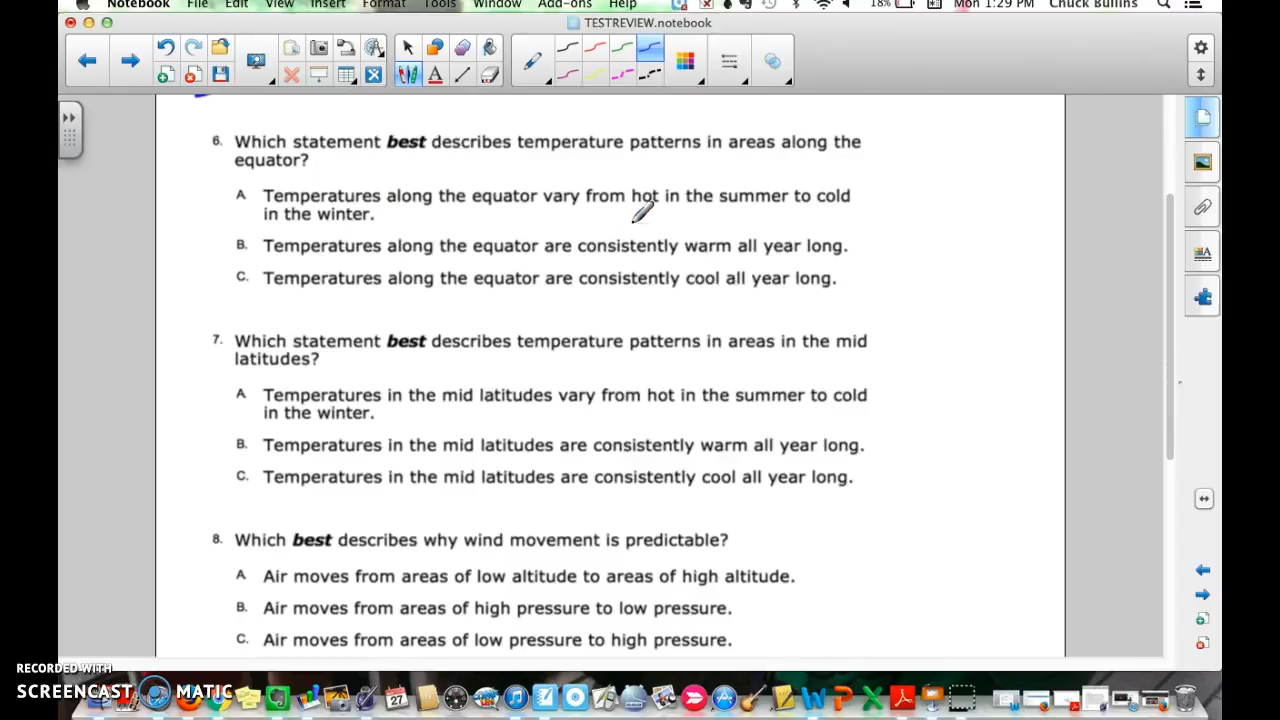 Notebook File Edit View Insert Format Tools Window Add-ons Help 18% Mon 1:29 PM Chuck Bullins
TESTREVIEW.notebook
6. Which statement best describes temperature patterns in areas along the
equator?
A. Temperatures along the equator vary from hot in the summer to cold
in the winter.
B. Temperatures along the equator are consistently warm all year long.
C. Temperatures along the equator are consistently cool all year long.
7. Which statement best describes temperature patterns in areas in the mid
latitudes?
A. Temperatures in the mid latitudes vary from hot in the summer to cold
in the winter.
B. Temperatures in the mid latitudes are consistently warm all year long.
C. Temperatures in the mid latitudes are consistently cool all year long.
8. Which best describes why wind movement is predictable?
A. Air moves from areas of low altitude to areas of high altitude.
B. Air moves from areas of high pressure to low pressure.
C. Air moves from areas of low pressure to high pressure.
RECORDED WITH
SCREENCAST MATIC
27